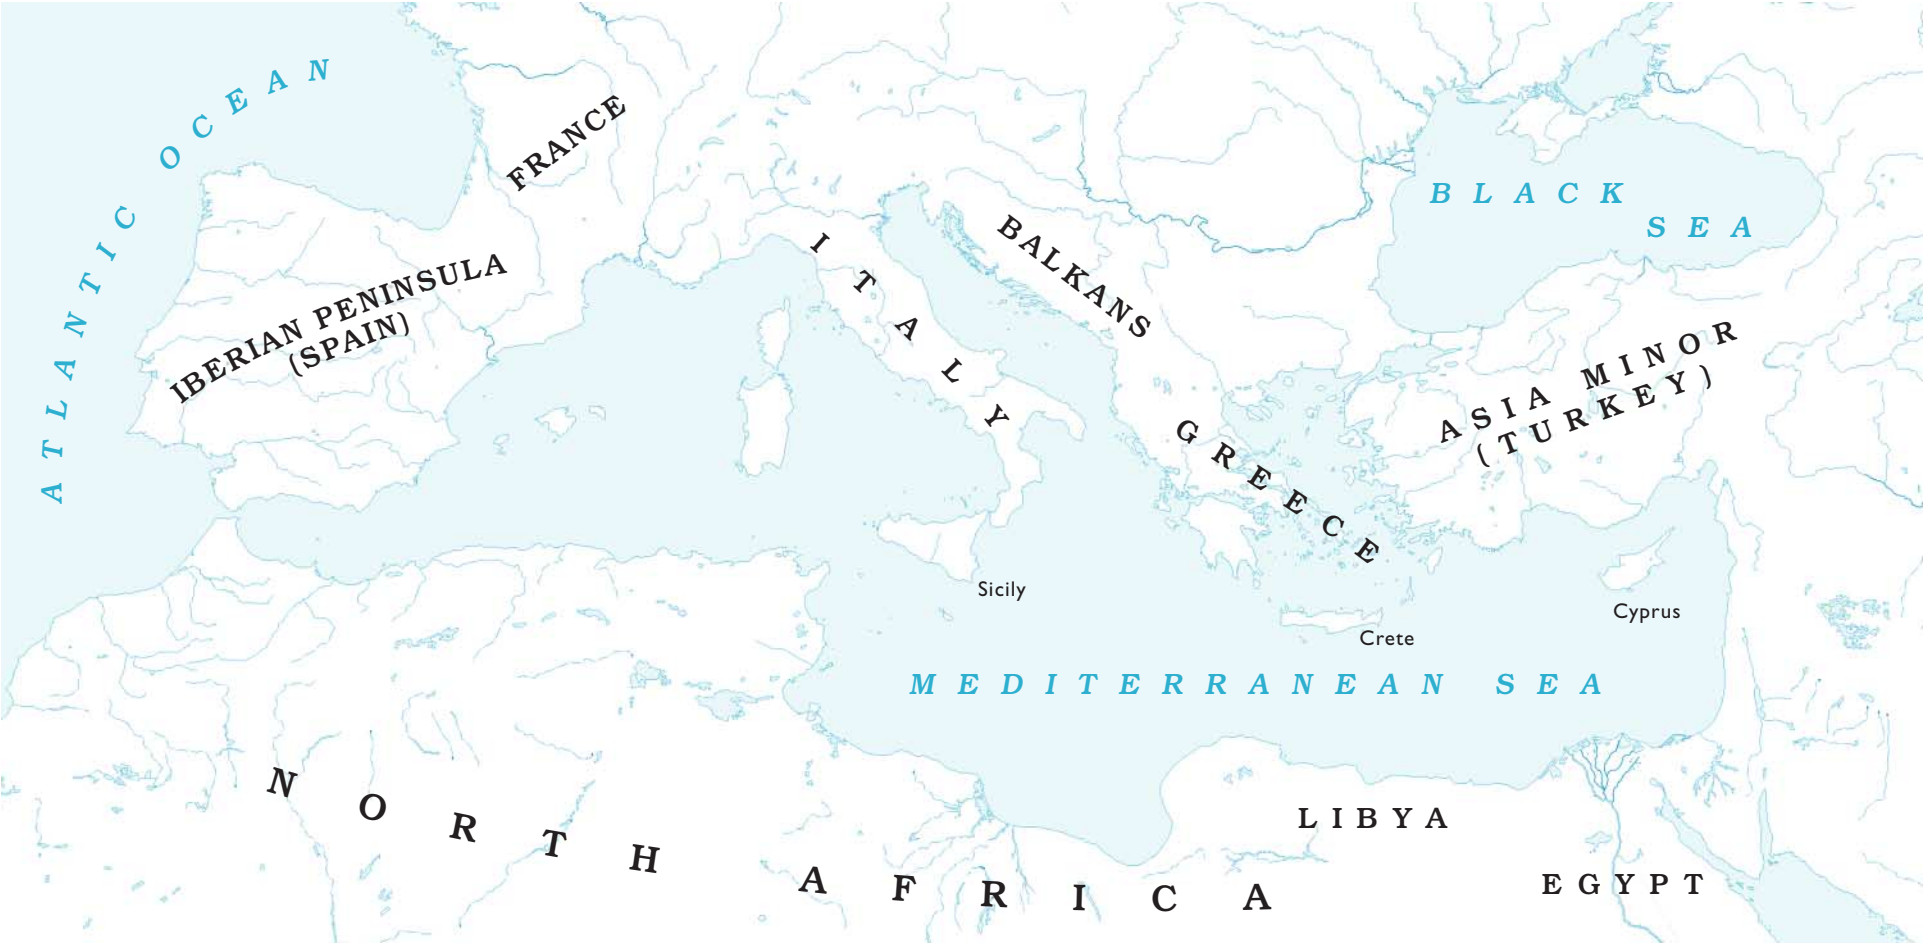 ATLANTIC OCEAN
FRANCE
BLACK
SEA
IBERIAN PENINSULA
(SPAIN)
ITALY
BALKANS
ASIA MINOR
(TURKEY)
GREECE
Sicily
Crete
Cyprus
MEDITERRANEAN SEA
NORTH AFRICA
LIBYA
EGYPT